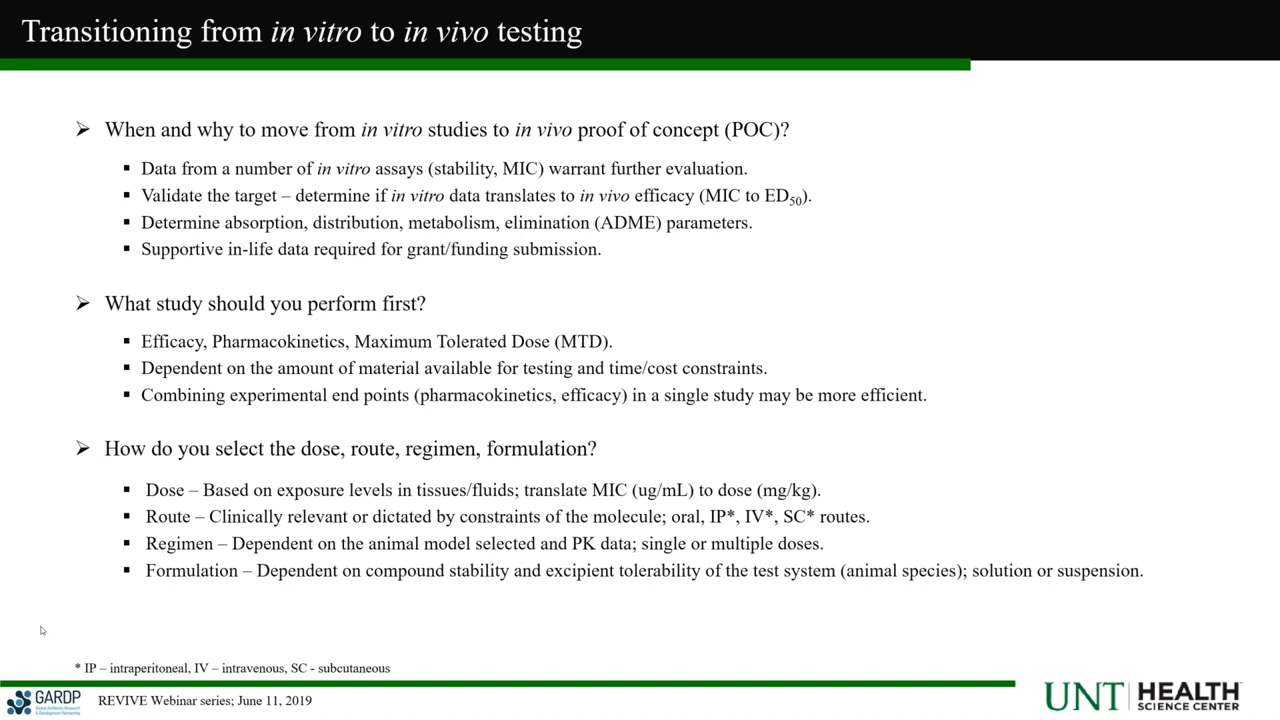 Transitioning from in vitro to in vivo testing
➢ When and why to move from in vitro studies to in vivo proof of concept (POC)?
▪ Data from a number of in vitro assays (stability, MIC) warrant further evaluation.
▪ Validate the target – determine if in vitro data translates to in vivo efficacy (MIC to ED50).
▪ Determine absorption, distribution, metabolism, elimination (ADME) parameters.
▪ Supportive in-life data required for grant/funding submission.
➢ What study should you perform first?
▪ Efficacy, Pharmacokinetics, Maximum Tolerated Dose (MTD).
▪ Dependent on the amount of material available for testing and time/cost constraints.
▪ Combining experimental end points (pharmacokinetics, efficacy) in a single study may be more efficient.
➢ How do you select the dose, route, regimen, formulation?
▪ Dose – Based on exposure levels in tissues/fluids; translate MIC (ug/mL) to dose (mg/kg).
▪ Route – Clinically relevant or dictated by constraints of the molecule; oral, IP*, IV*, SC* routes.
▪ Regimen – Dependent on the animal model selected and PK data; single or multiple doses.
▪ Formulation – Dependent on compound stability and excipient tolerability of the test system (animal species); solution or suspension.
* IP – intraperitoneal, IV – intravenous, SC - subcutaneous
GARDP
Global Antibiotic Research
& Development Partnership
REVIVE Webinar series; June 11, 2019
UNT HEALTH
SCIENCE CENTER